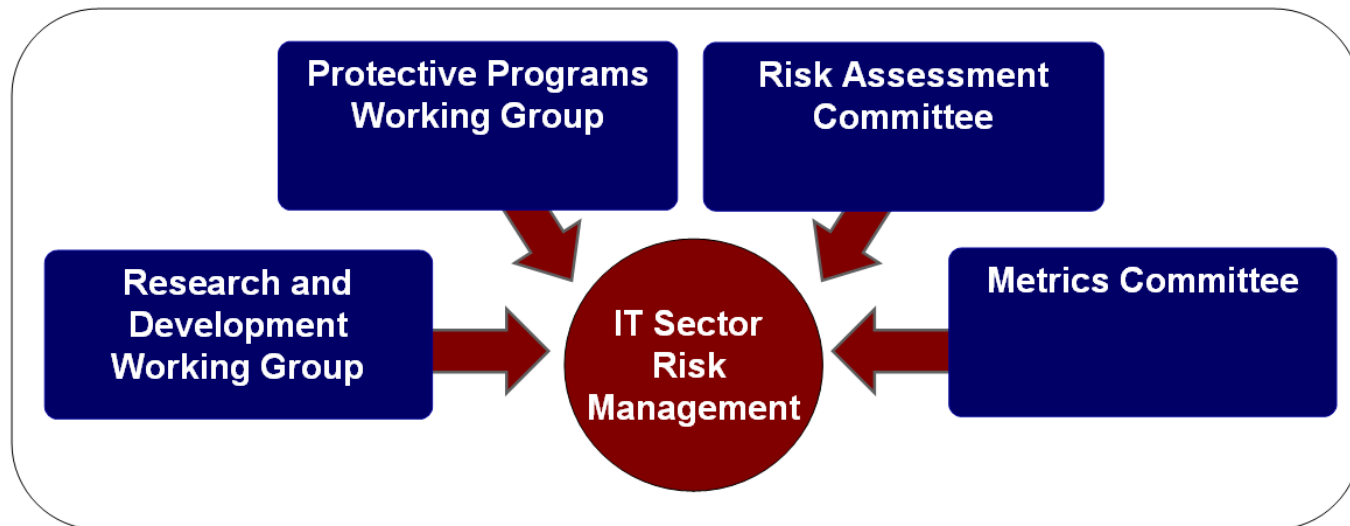 Protective Programs
Working Group
Risk Assessment
Committee
Research and
Development
Working Group
IT Sector
Risk
Management
Metrics Committee